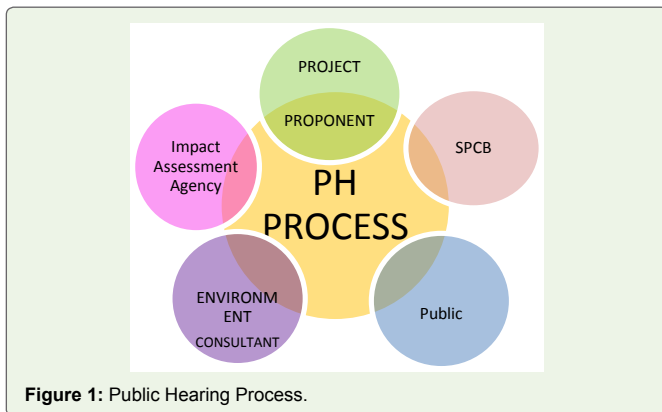 PROJECT
PROPONENT
Impact
Assessment
Agency
SPCB
PH
PROCESS
ENVIRONM
ENT
CONSULTANT
Public
Figure 1: Public Hearing Process.